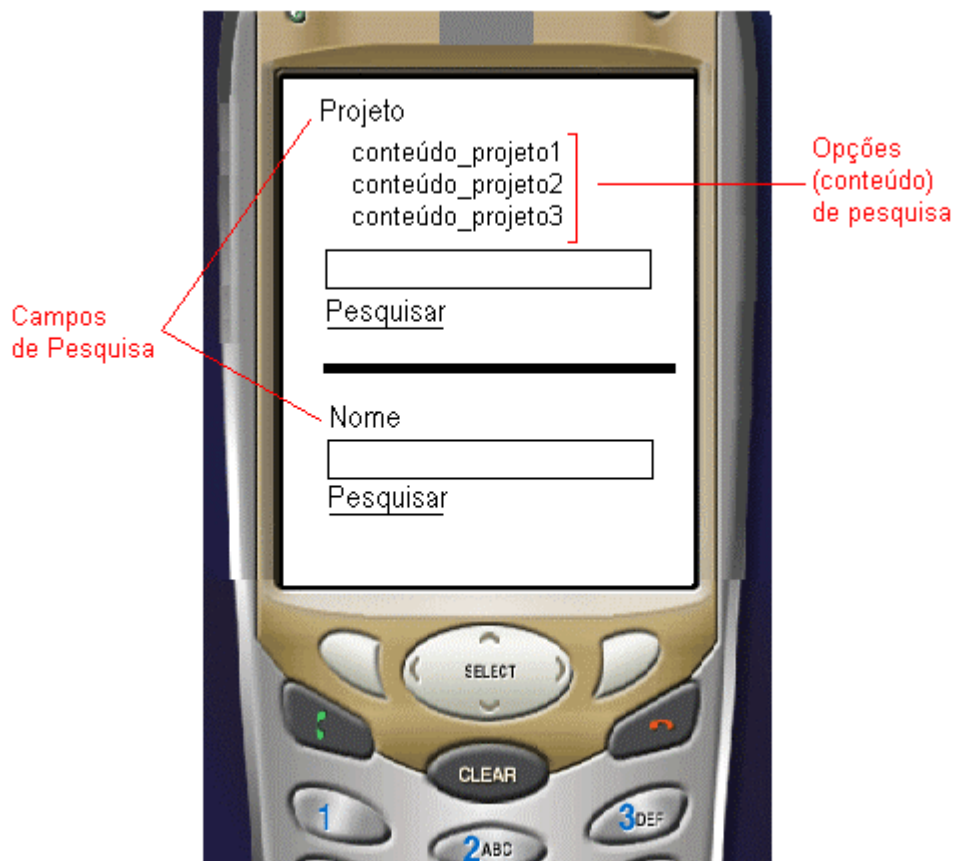 Projeto
conteúdo_projeto1
conteúdo_projeto2
conteúdo_projeto3
Opções
(conteúdo)
de pesquisa
Pesquisar
Campos
de Pesquisa
Nome
Pesquisar
SELECT
CLEAR
1
2ABC
3DEF